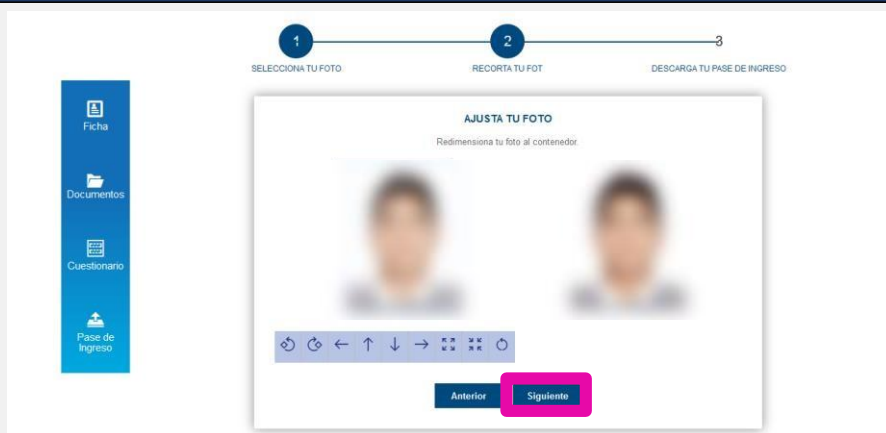 1
2
3
SELECCIONA TU FOTO
RECORTA TU FOT
DESCARGA TU PASE DE INGRESO
Ficha
Documentos
Cuestionario
Pase de
Ingreso
AJUSTA TU FOTO
Redimensiona tu foto al contenedor.
Anterior
Siguiente